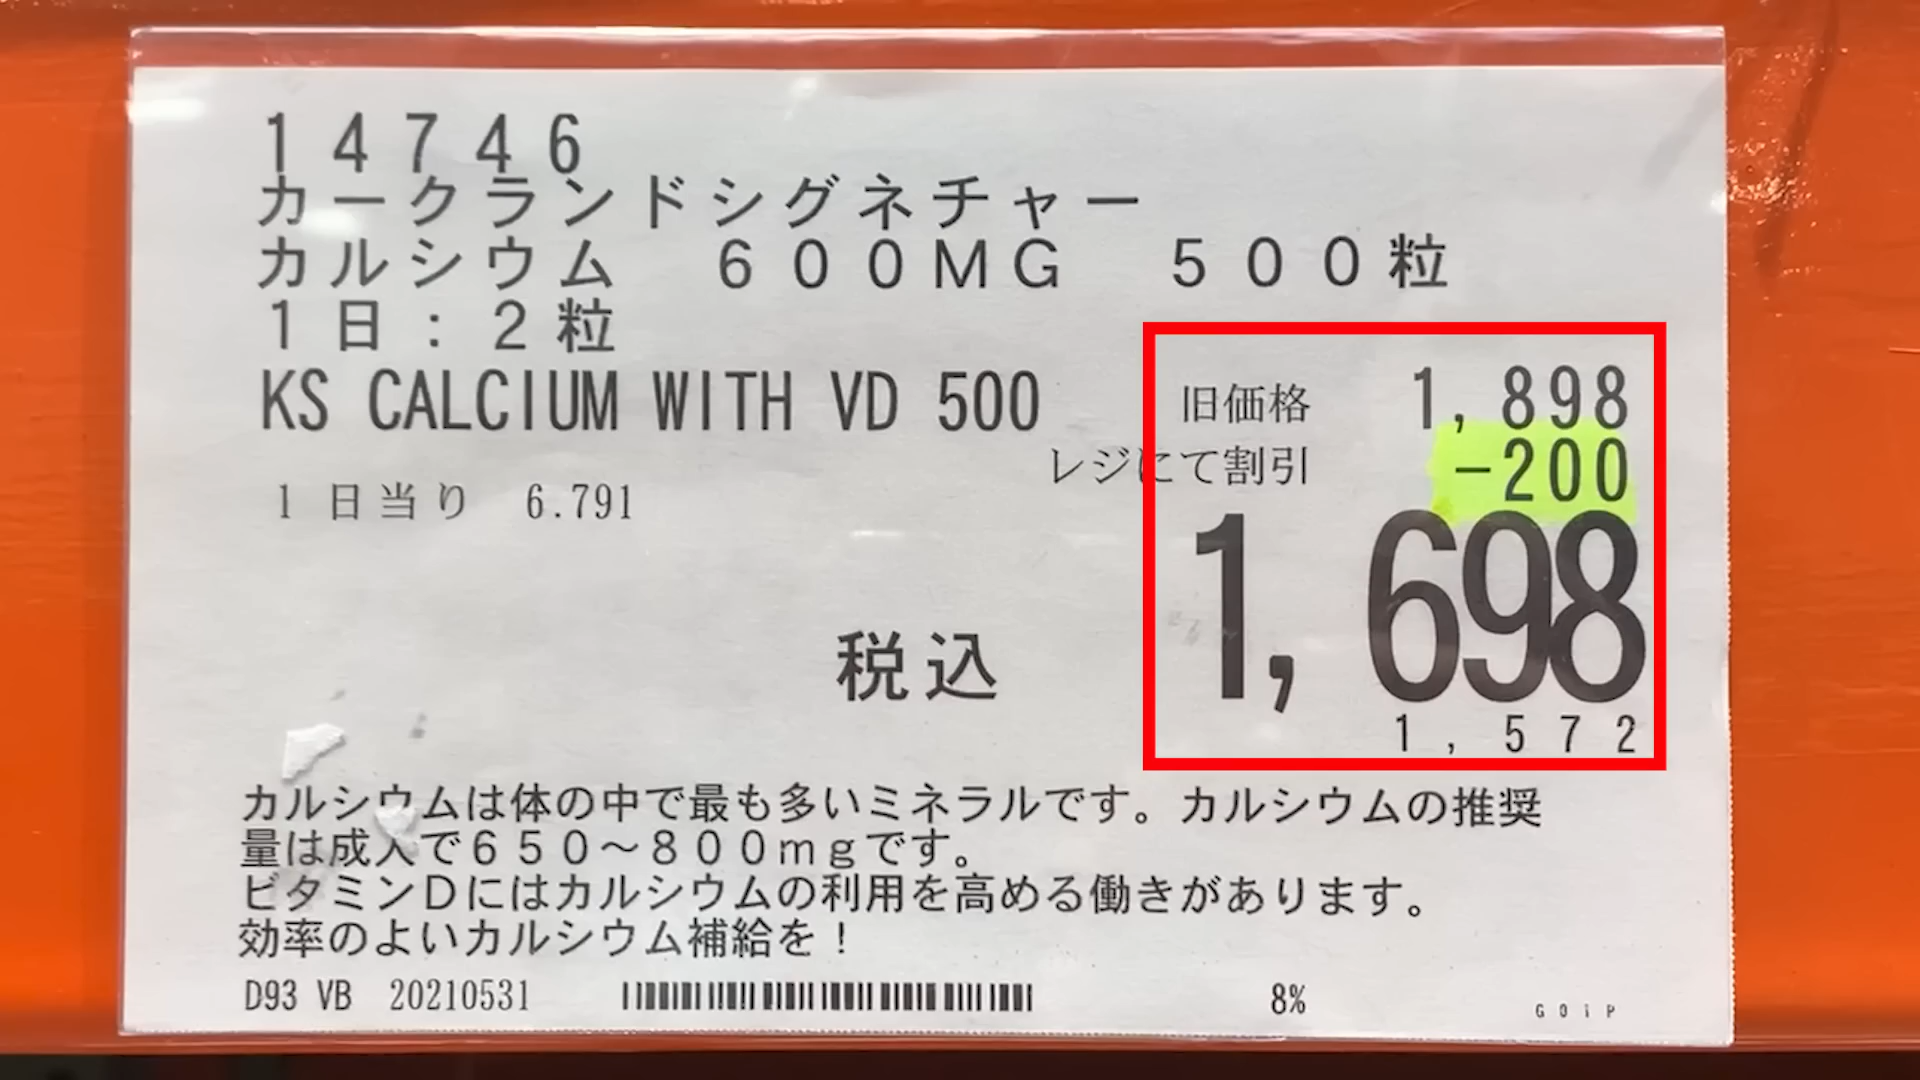 14746
カークランドシグネチャー
カルシウム　600MG　500粒
1日：2粒
KS CALCIUM WITH VD 500
旧価格 1,898
レジにて割引 -200
1日当り 6.791
税込 1,698
1,572
カルシウムは体の中で最も多いミネラルです。カルシウムの推奨
量は成人で650～800mgです。
ビタミンDにはカルシウムの利用を高める働きがあります。
効率のよいカルシウム補給を！
D93 VB 20210531 8% GOiP